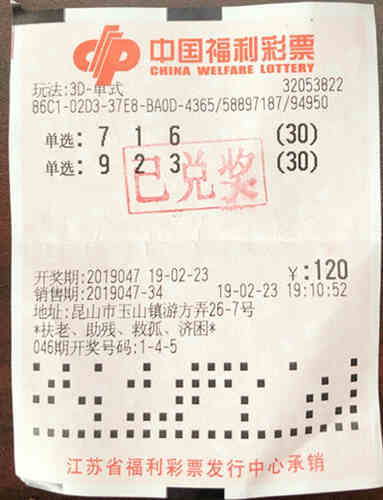 中国福利彩票
CHINA WELFARE LOTTERY
玩法:3D-单式 32053822
86C1-02D3-37E8-BA0D-4365/58897187/94950
单选: 7 1 6 (30)
单选: 9 2 3 (30)
已兑奖
开奖期:2019047 19-02-23 ¥:120
销售期:2019047-34 19-02-23 19:10:52
地址:昆山市玉山镇游方弄26-7号
*扶老、助残、救孤、济困*
046期开奖号码:1-4-5
江苏省福利彩票发行中心承销